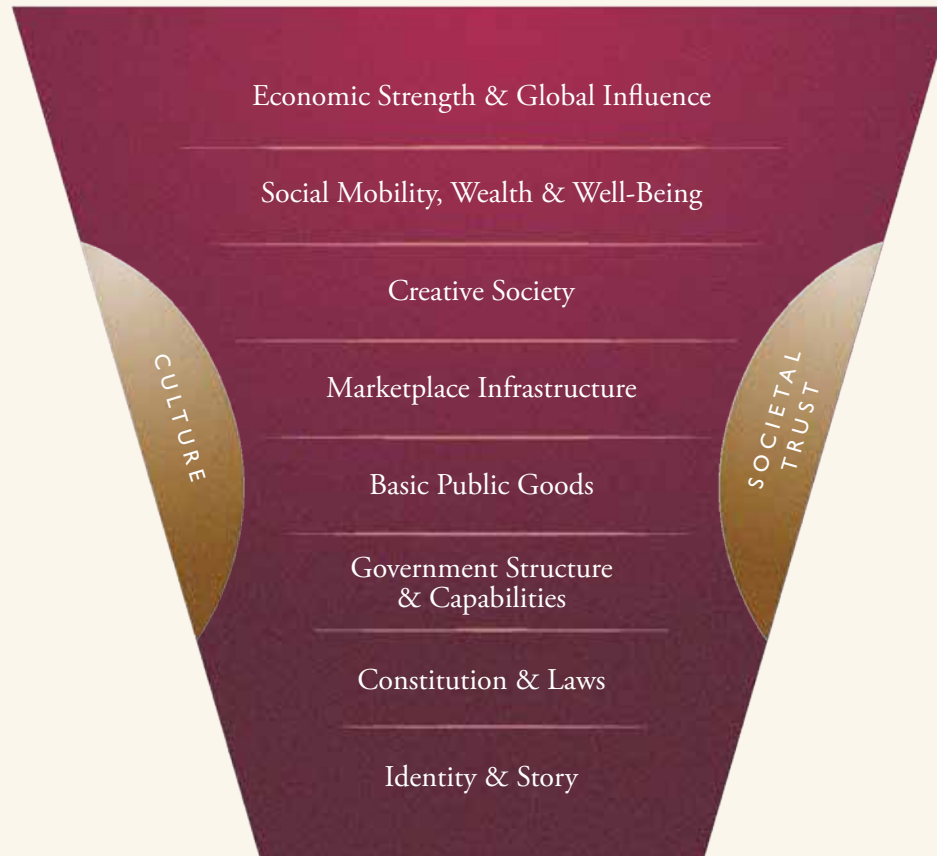 Economic Strength & Global Influence
Social Mobility, Wealth & Well-Being
Creative Society
Marketplace Infrastructure
CULTURE
SOCIETAL
TRUST
Basic Public Goods
Government Structure
& Capabilities
Constitution & Laws
Identity & Story